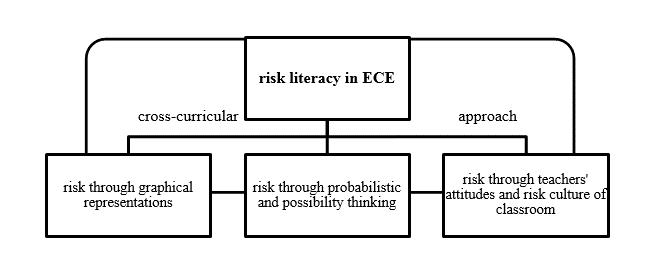 risk literacy in ECE
cross-curricular
approach
risk through graphical
representations
risk through probabilistic
and possibility thinking
risk through teachers'
attitudes and risk culture of
classroom